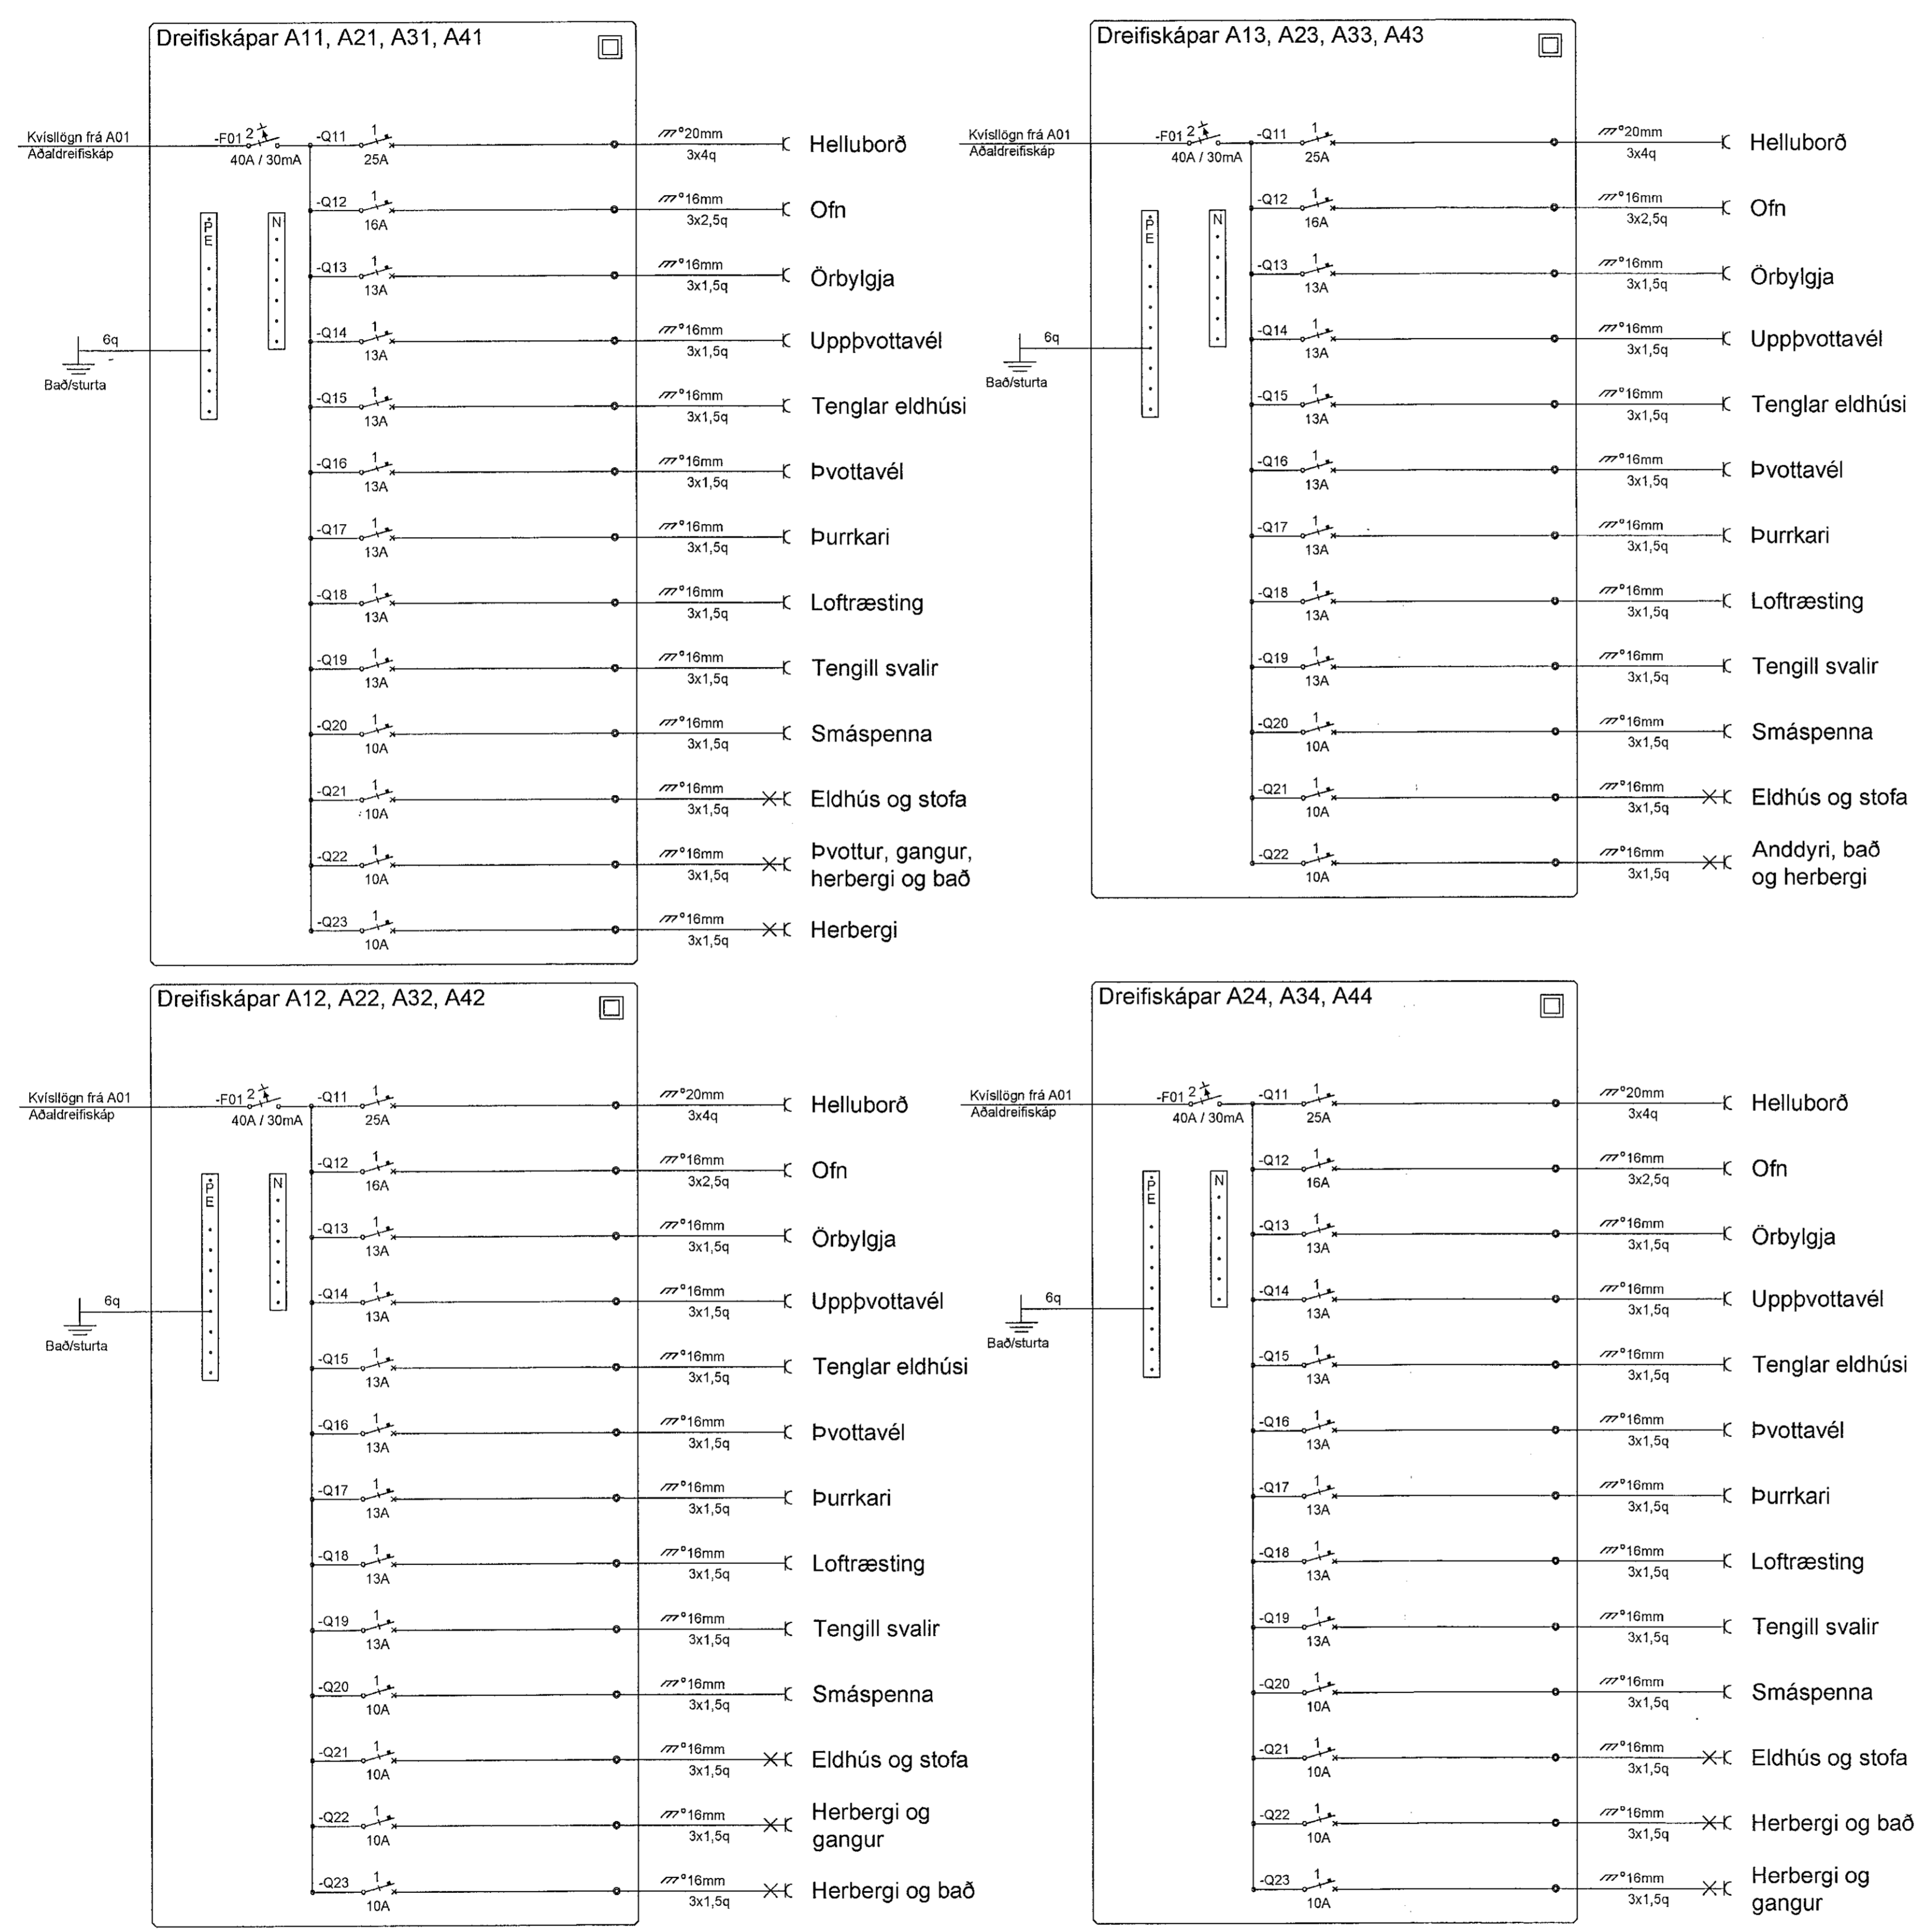 Dreifiskápar A11, A21, A31, A41
Kvísllögn frá A01
Aðaldreifiskáp
-F01 2
40A / 30mA
PE
N
6q
Bað/sturta
-Q11 1 25A °20mm 3x4q Helluborð
-Q12 1 16A °16mm 3x2,5q Ofn
-Q13 1 13A °16mm 3x1,5q Örbylgja
-Q14 1 13A °16mm 3x1,5q Uppþvottavél
-Q15 1 13A °16mm 3x1,5q Tenglar eldhúsi
-Q16 1 13A °16mm 3x1,5q Þvottavél
-Q17 1 13A °16mm 3x1,5q Þurrkari
-Q18 1 13A °16mm 3x1,5q Loftræsting
-Q19 1 13A °16mm 3x1,5q Tengill svalir
-Q20 1 10A °16mm 3x1,5q Smáspenna
-Q21 1 10A °16mm 3x1,5q Eldhús og stofa
-Q22 1 10A °16mm 3x1,5q Þvottur, gangur,
herbergi og bað
-Q23 1 10A °16mm 3x1,5q Herbergi
Dreifiskápar A13, A23, A33, A43
Kvísllögn frá A01
Aðaldreifiskáp
-F01 2
40A / 30mA
PE
N
6q
Bað/sturta
-Q11 1 25A °20mm 3x4q Helluborð
-Q12 1 16A °16mm 3x2,5q Ofn
-Q13 1 13A °16mm 3x1,5q Örbylgja
-Q14 1 13A °16mm 3x1,5q Uppþvottavél
-Q15 1 13A °16mm 3x1,5q Tenglar eldhúsi
-Q16 1 13A °16mm 3x1,5q Þvottavél
-Q17 1 13A °16mm 3x1,5q Þurrkari
-Q18 1 13A °16mm 3x1,5q Loftræsting
-Q19 1 13A °16mm 3x1,5q Tengill svalir
-Q20 1 10A °16mm 3x1,5q Smáspenna
-Q21 1 10A °16mm 3x1,5q Eldhús og stofa
-Q22 1 10A °16mm 3x1,5q Anddyri, bað
og herbergi
Dreifiskápar A12, A22, A32, A42
Kvísllögn frá A01
Aðaldreifiskáp
-F01 2
40A / 30mA
PE
N
6q
Bað/sturta
-Q11 1 25A °20mm 3x4q Helluborð
-Q12 1 16A °16mm 3x2,5q Ofn
-Q13 1 13A °16mm 3x1,5q Örbylgja
-Q14 1 13A °16mm 3x1,5q Uppþvottavél
-Q15 1 13A °16mm 3x1,5q Tenglar eldhúsi
-Q16 1 13A °16mm 3x1,5q Þvottavél
-Q17 1 13A °16mm 3x1,5q Þurrkari
-Q18 1 13A °16mm 3x1,5q Loftræsting
-Q19 1 13A °16mm 3x1,5q Tengill svalir
-Q20 1 10A °16mm 3x1,5q Smáspenna
-Q21 1 10A °16mm 3x1,5q Eldhús og stofa
-Q22 1 10A °16mm 3x1,5q Herbergi og
gangur
-Q23 1 10A °16mm 3x1,5q Herbergi og bað
Dreifiskápar A24, A34, A44
Kvísllögn frá A01
Aðaldreifiskáp
-F01 2
40A / 30mA
PE
N
6q
Bað/sturta
-Q11 1 25A °20mm 3x4q Helluborð
-Q12 1 16A °16mm 3x2,5q Ofn
-Q13 1 13A °16mm 3x1,5q Örbylgja
-Q14 1 13A °16mm 3x1,5q Uppþvottavél
-Q15 1 13A °16mm 3x1,5q Tenglar eldhúsi
-Q16 1 13A °16mm 3x1,5q Þvottavél
-Q17 1 13A °16mm 3x1,5q Þurrkari
-Q18 1 13A °16mm 3x1,5q Loftræsting
-Q19 1 13A °16mm 3x1,5q Tengill svalir
-Q20 1 10A °16mm 3x1,5q Smáspenna
-Q21 1 10A °16mm 3x1,5q Eldhús og stofa
-Q22 1 10A °16mm 3x1,5q Herbergi og bað
-Q23 1 10A °16mm 3x1,5q Herbergi og
gangur